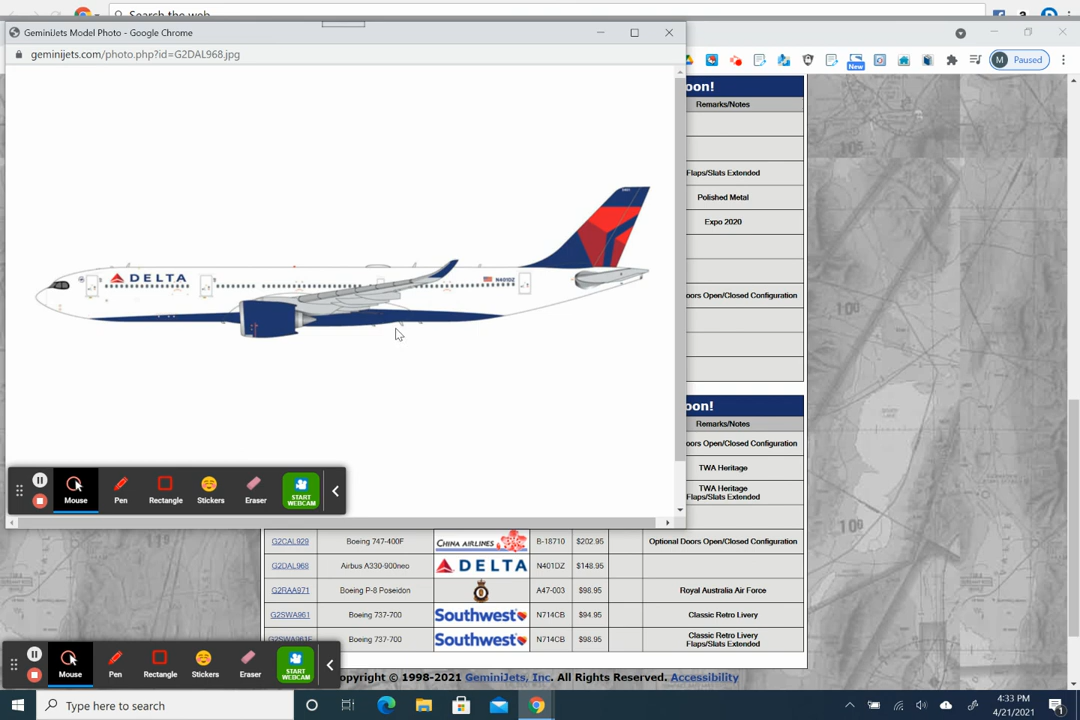 Search the web
GeminiJets Model Photo - Google Chrome
geminijets.com/photo.php?id=G2DAL968.jpg
New
M Paused
oon!
Remarks/Notes
Flaps/Slats Extended
Polished Metal
Expo 2020
oors Open/Closed Configuration
DELTA
N401DZ
oon!
Remarks/Notes
oors Open/Closed Configuration
TWA Heritage
TWA Heritage
Flaps/Slats Extended
Mouse Pen Rectangle Stickers Eraser START WEBCAM
G2CAL929 Boeing 747-400F CHINA AIRLINES B-18710 $202.95 Optional Doors Open/Closed Configuration
G2DAL968 Airbus A330-900neo DELTA N401DZ $148.95
G2RAA971 Boeing P-8 Poseidon A47-003 $98.95 Royal Australia Air Force
G2SWA961 Boeing 737-700 Southwest N714CB $94.95 Classic Retro Livery
G2SWA961F Boeing 737-700 Southwest N714CB $98.95 Classic Retro Livery
Flaps/Slats Extended
Mouse Pen Rectangle Stickers Eraser START WEBCAM
opyright © 1998-2021 GeminiJets, Inc. All Rights Reserved. Accessibility
Type here to search
4:33 PM
4/21/2021
1